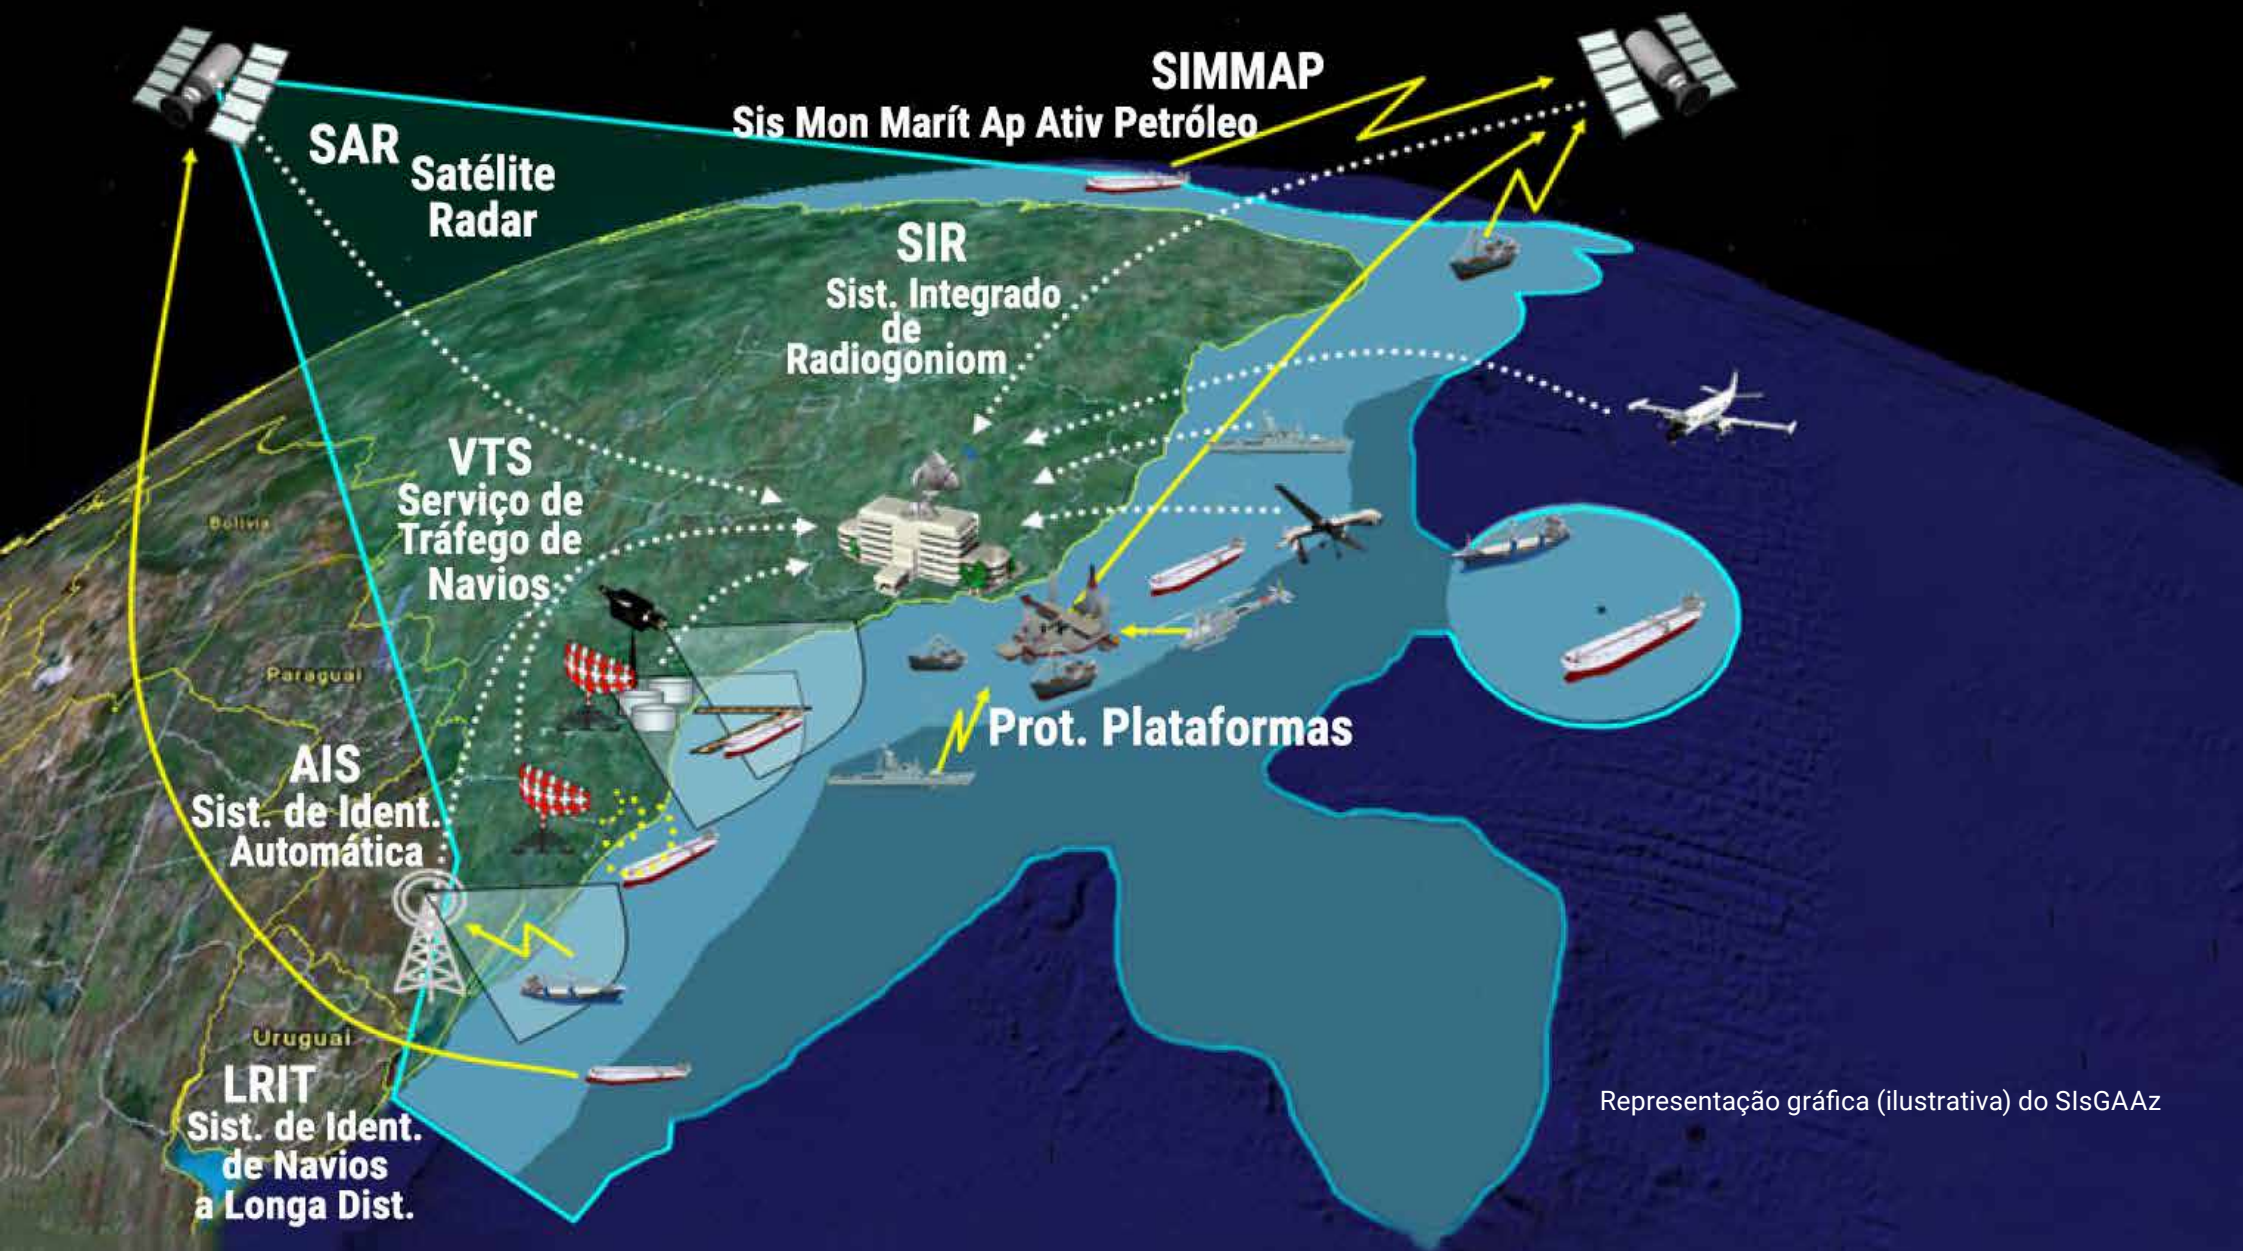 SIMMAP
Sis Mon Marít Ap Ativ Petróleo
SAR
Satélite
Radar
SIR
Sist. Integrado
de
Radiogoniom
VTS
Serviço de
Tráfego de
Navios
Bolívia
Paraguai
Prot. Plataformas
AIS
Sist. de Ident.
Automática
Uruguai
LRIT
Sist. de Ident.
de Navios
a Longa Dist.
Representação gráfica (ilustrativa) do SIsGAAz